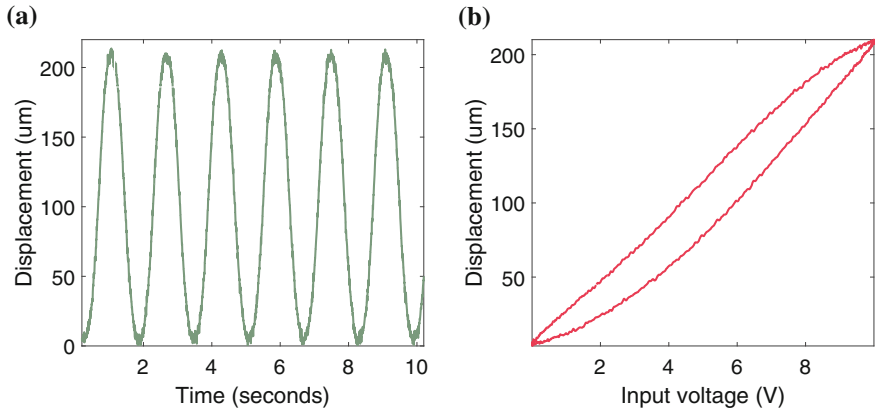 (a)
Displacement (um)
200
150
100
50
0
2 4 6 8 10
Time (seconds)
(b)
Displacement (um)
200
150
100
50
2 4 6 8
Input voltage (V)